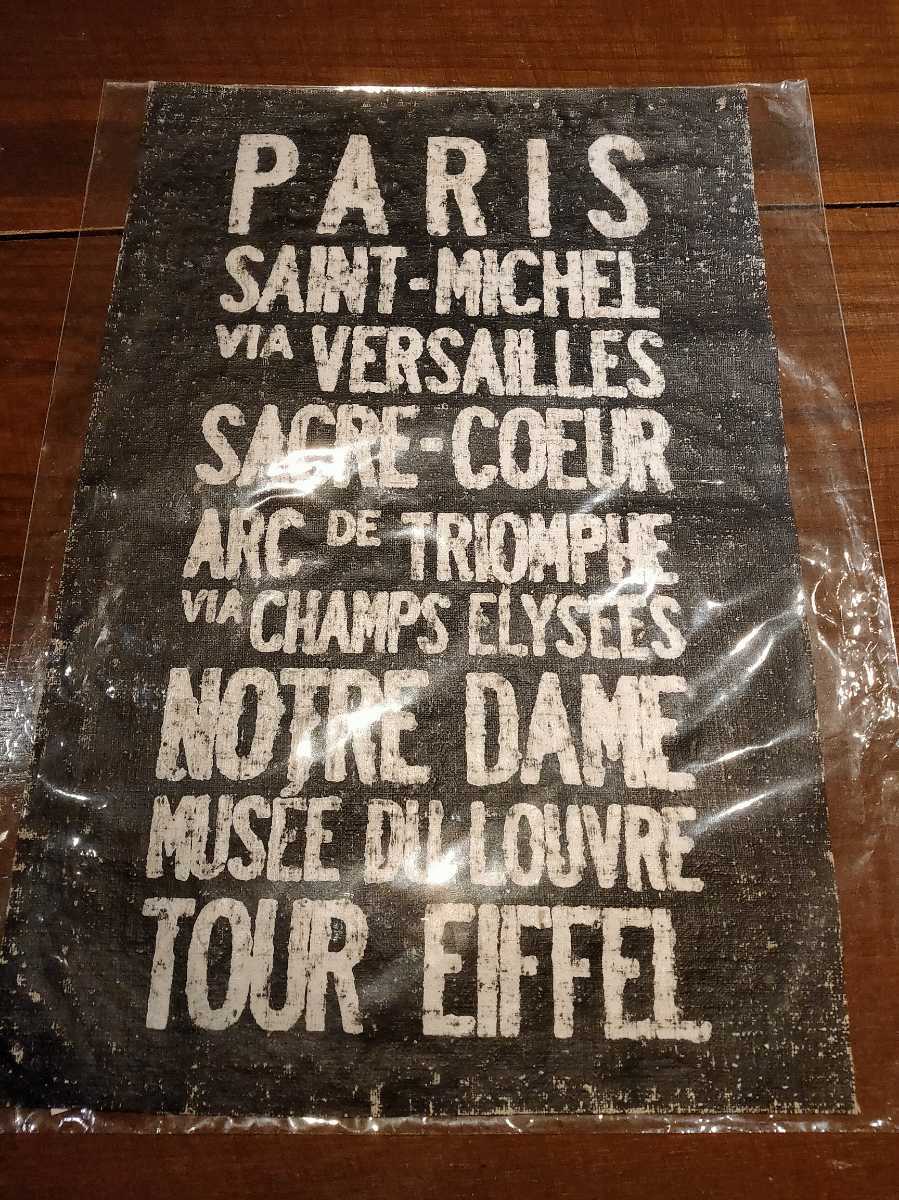 PARIS
SAINT-MICHEL
VIA VERSAILLES
SACRE-COEUR
ARC DE TRIOMPHE
VIA CHAMPS ELYSEES
NOTRE DAME
MUSÉE DU LOUVRE
TOUR EIFFEL